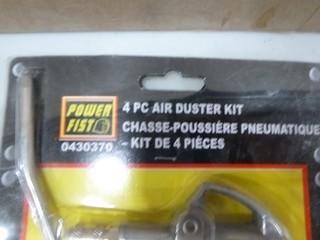 POWER
FIST
0430370
4 PC AIR DUSTER KIT
CHASSE-POUSSIÈRE PNEUMATIQUE
- KIT DE 4 PIÈCES